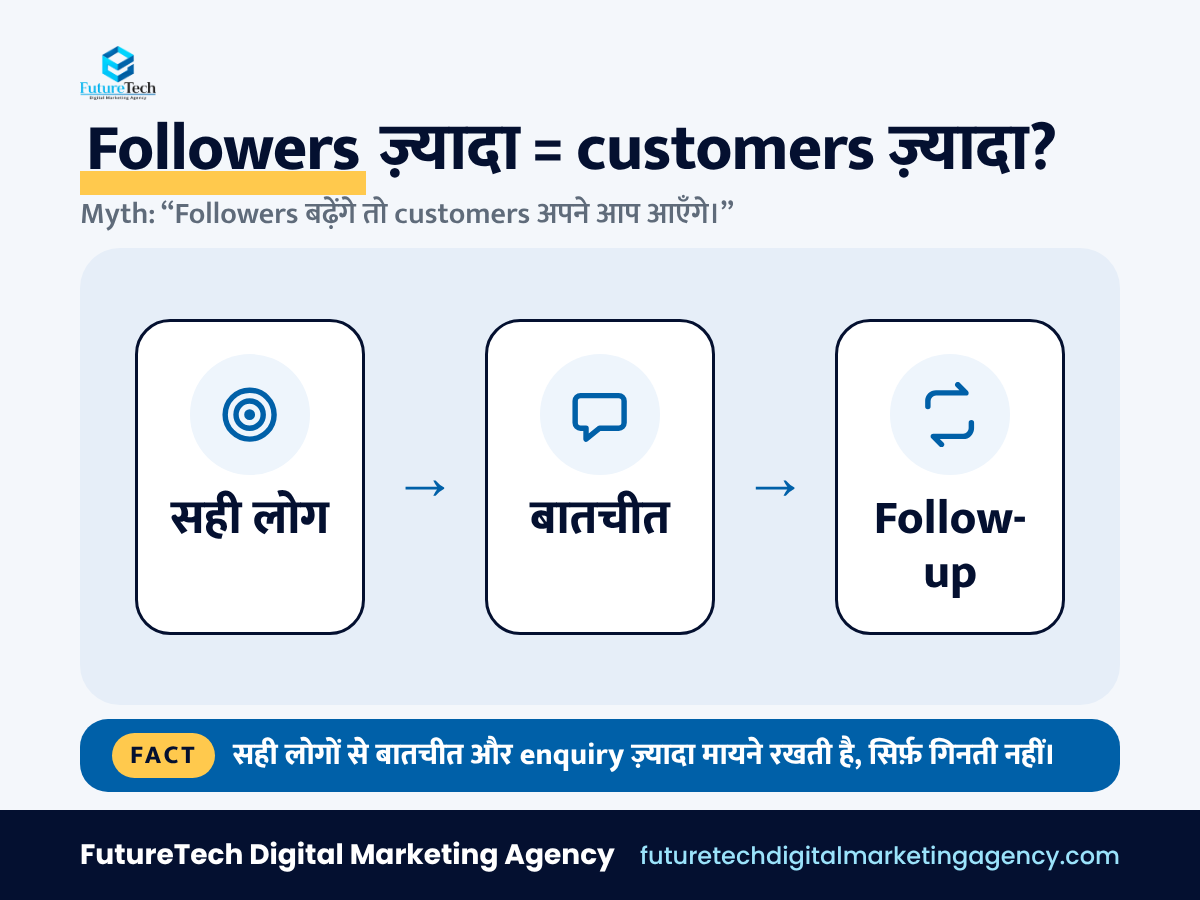 FutureTech
Digital Marketing Agency
Followers ज़्यादा = customers ज़्यादा?
Myth: “Followers बढ़ेंगे तो customers अपने आप आएँगे।”
सही लोग
→
बातचीत
→
Follow-
up
FACT सही लोगों से बातचीत और enquiry ज़्यादा मायने रखती है, सिर्फ़ गिनती नहीं।
FutureTech Digital Marketing Agency futuretechdigitalmarketingagency.com